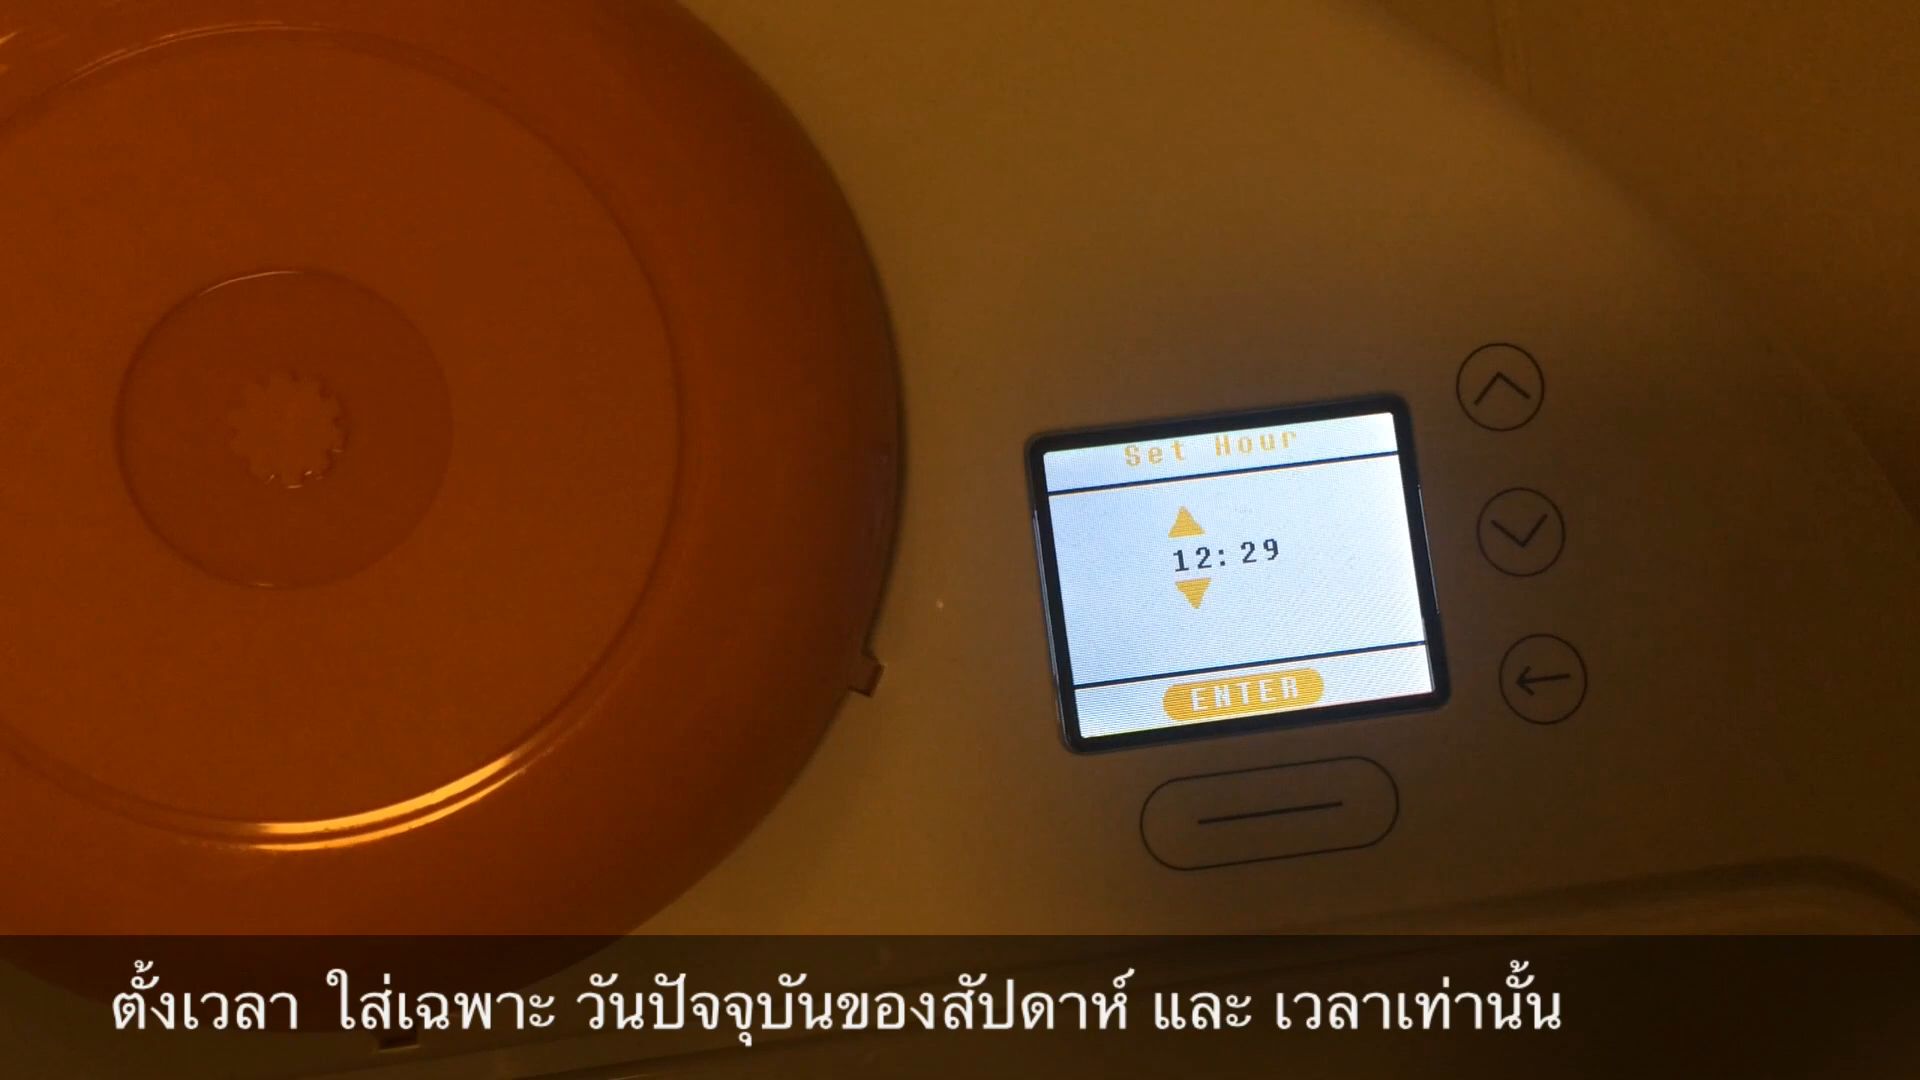 Set Hour
12:29
ENTER
ตั้งเวลา ใส่เฉพาะ วันปัจจุบันของสัปดาห์ และ เวลาเท่านั้น